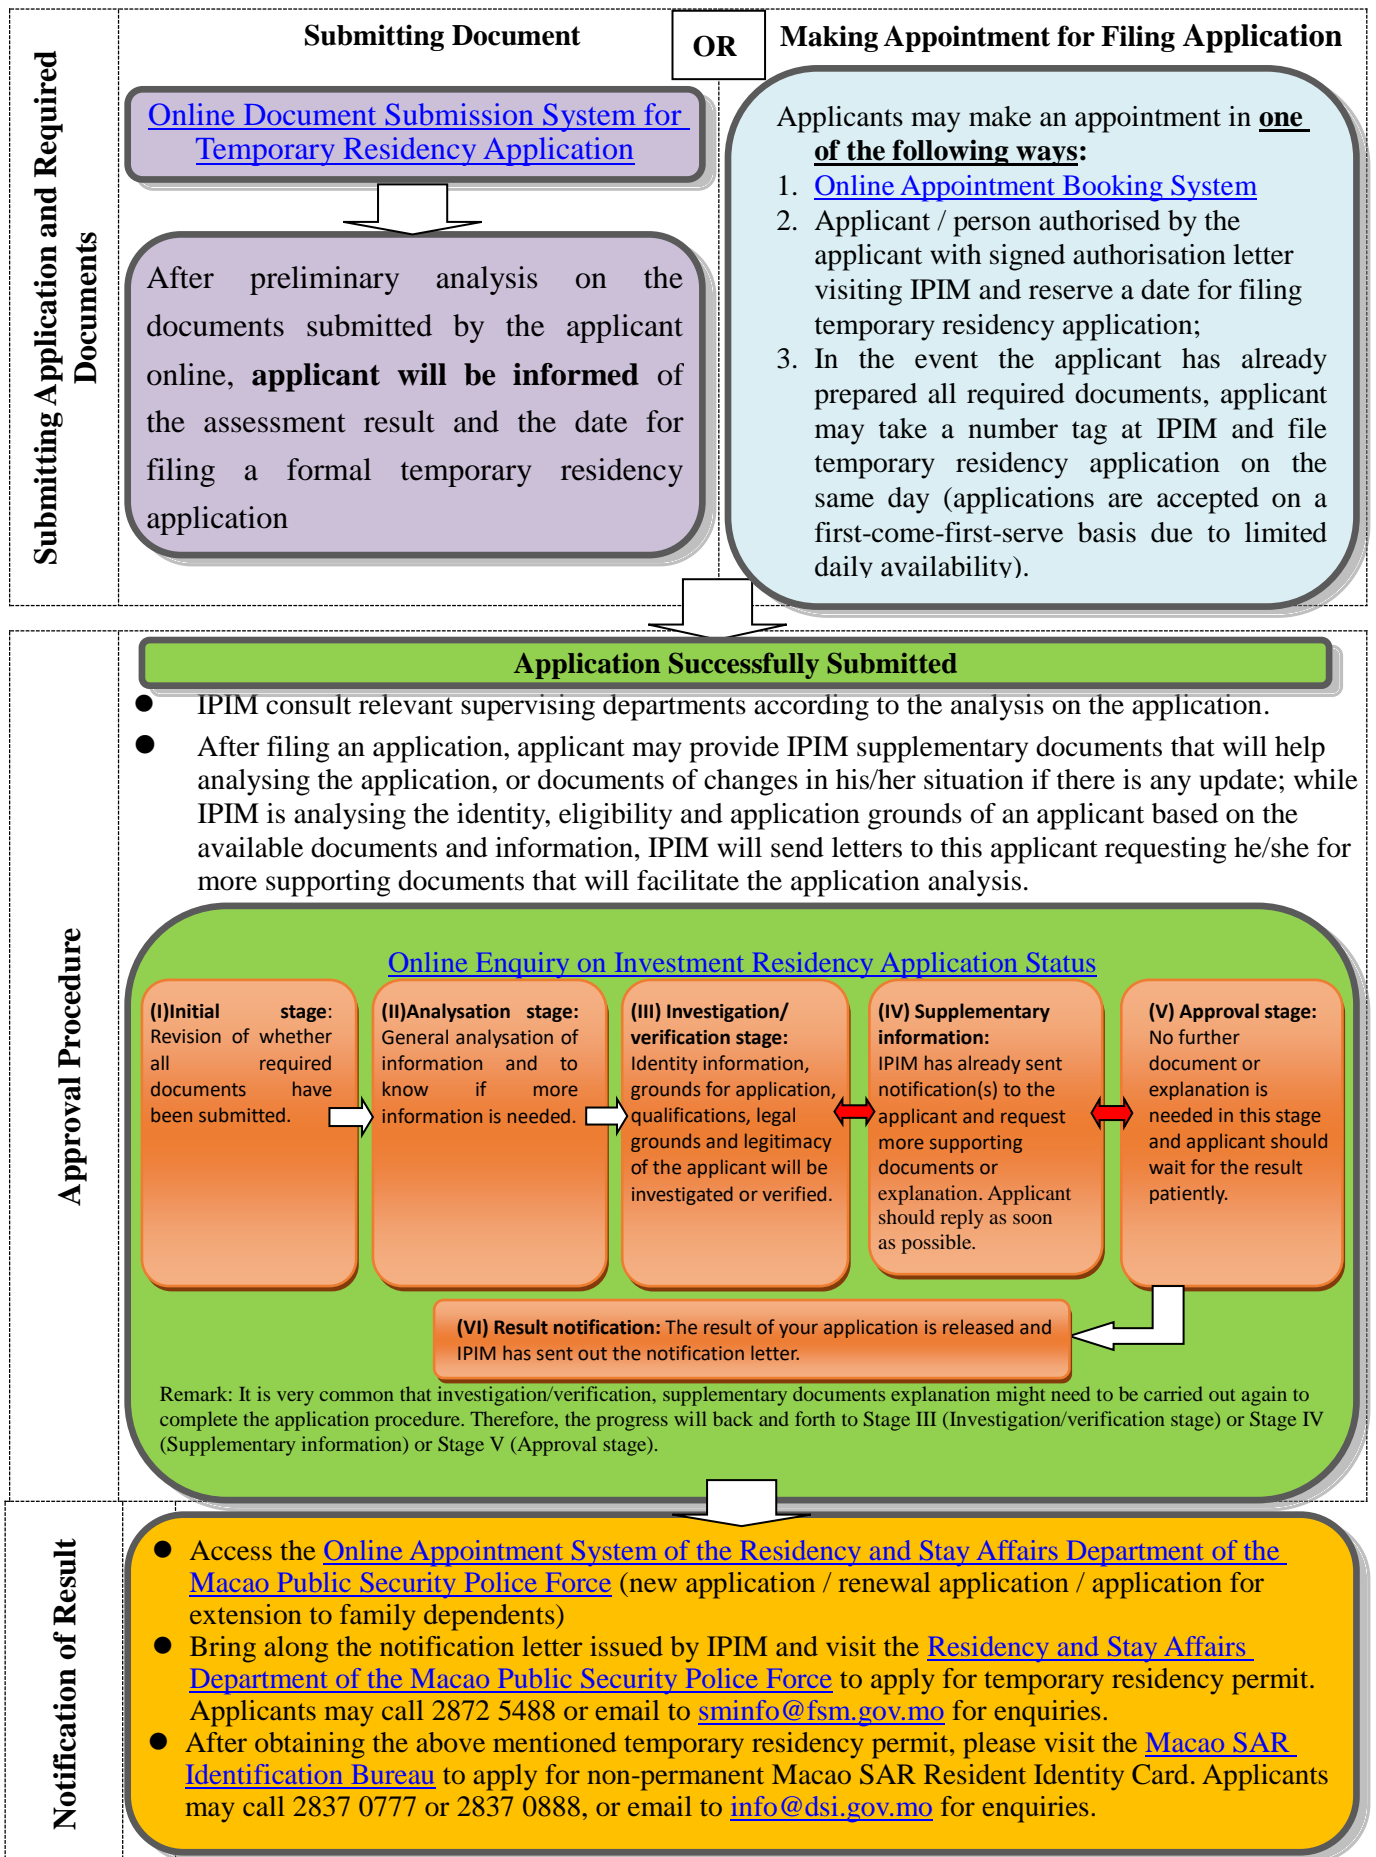 Submitting Application and Required
Documents
Submitting Document
OR
Making Appointment for Filing Application
Online Document Submission System for
Temporary Residency Application
After preliminary analysis on the
documents submitted by the applicant
online, applicant will be informed of
the assessment result and the date for
filing a formal temporary residency
application
Applicants may make an appointment in one
of the following ways:
1. Online Appointment Booking System
2. Applicant / person authorised by the
applicant with signed authorisation letter
visiting IPIM and reserve a date for filing
temporary residency application;
3. In the event the applicant has already
prepared all required documents, applicant
may take a number tag at IPIM and file
temporary residency application on the
same day (applications are accepted on a
first-come-first-serve basis due to limited
daily availability).
Approval Procedure
Application Successfully Submitted
● IPIM consult relevant supervising departments according to the analysis on the application.
● After filing an application, applicant may provide IPIM supplementary documents that will help
analysing the application, or documents of changes in his/her situation if there is any update; while
IPIM is analysing the identity, eligibility and application grounds of an applicant based on the
available documents and information, IPIM will send letters to this applicant requesting he/she for
more supporting documents that will facilitate the application analysis.
Online Enquiry on Investment Residency Application Status
(I)Initial stage:
Revision of whether
all required
documents have
been submitted.
(II)Analysation stage:
General analysation of
information and to
know if more
information is needed.
(III) Investigation/
verification stage:
Identity information,
grounds for application,
qualifications, legal
grounds and legitimacy
of the applicant will be
investigated or verified.
(IV) Supplementary
information:
IPIM has already sent
notification(s) to the
applicant and request
more supporting
documents or
explanation. Applicant
should reply as soon
as possible.
(V) Approval stage:
No further
document or
explanation is
needed in this stage
and applicant should
wait for the result
patiently.
(VI) Result notification: The result of your application is released and
IPIM has sent out the notification letter.
Remark: It is very common that investigation/verification, supplementary documents explanation might need to be carried out again to
complete the application procedure. Therefore, the progress will back and forth to Stage III (Investigation/verification stage) or Stage IV
(Supplementary information) or Stage V (Approval stage).
Notification of Result
● Access the Online Appointment System of the Residency and Stay Affairs Department of the
Macao Public Security Police Force (new application / renewal application / application for
extension to family dependents)
● Bring along the notification letter issued by IPIM and visit the Residency and Stay Affairs
Department of the Macao Public Security Police Force to apply for temporary residency permit.
Applicants may call 2872 5488 or email to sminfo@fsm.gov.mo for enquiries.
● After obtaining the above mentioned temporary residency permit, please visit the Macao SAR
Identification Bureau to apply for non-permanent Macao SAR Resident Identity Card. Applicants
may call 2837 0777 or 2837 0888, or email to info@dsi.gov.mo for enquiries.